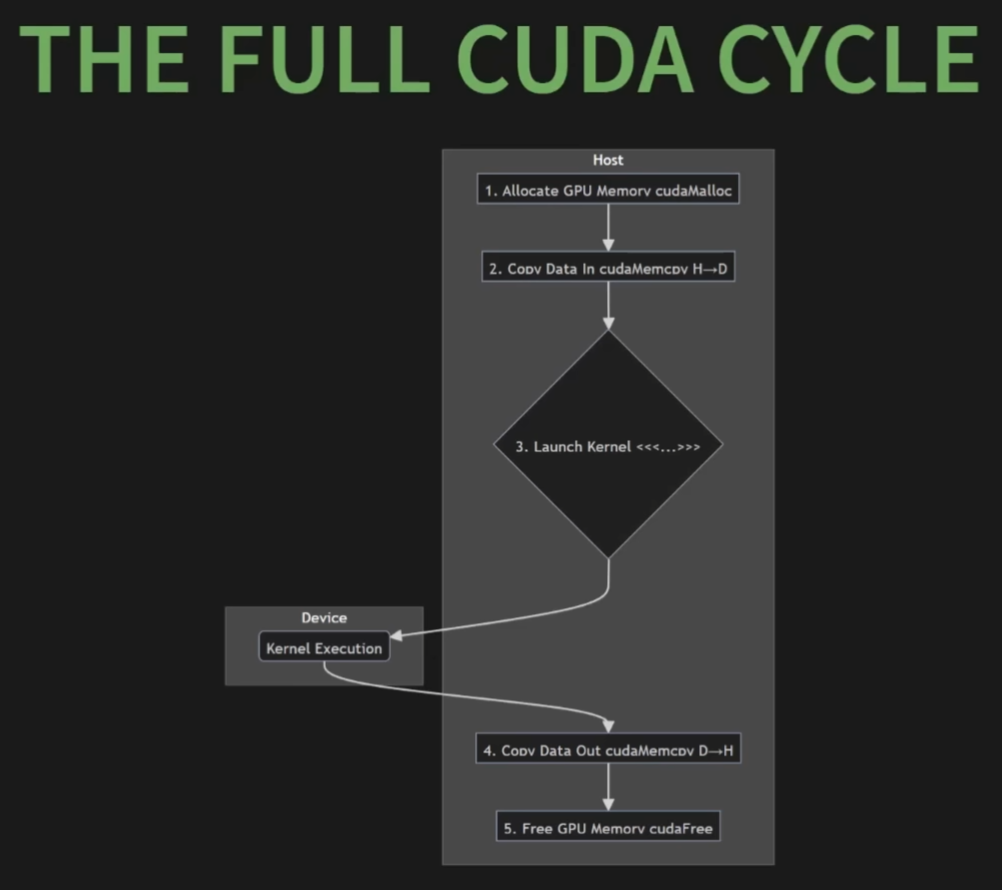 THE FULL CUDA CYCLE
Host
1. Allocate GPU Memory cudaMalloc
2. Copy Data In cudaMemcpy H→D
3. Launch Kernel <<<...>>>
Device
Kernel Execution
4. Copy Data Out cudaMemcpy D→H
5. Free GPU Memory cudaFree